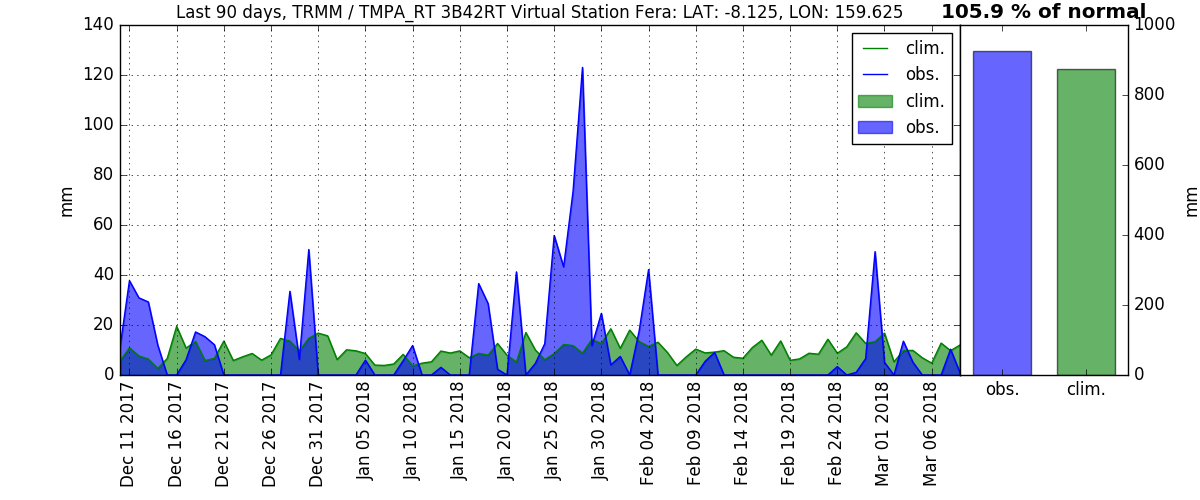 Last 90 days, TRMM / TMPA_RT 3B42RT Virtual Station Fera: LAT: -8.125, LON: 159.625
105.9 % of normal
140
120
100
80
60
40
20
0
mm
clim.
obs.
clim.
obs.
Dec 11 2017
Dec 16 2017
Dec 21 2017
Dec 26 2017
Dec 31 2017
Jan 05 2018
Jan 10 2018
Jan 15 2018
Jan 20 2018
Jan 25 2018
Jan 30 2018
Feb 04 2018
Feb 09 2018
Feb 14 2018
Feb 19 2018
Feb 24 2018
Mar 01 2018
Mar 06 2018
1000
800
600
400
200
0
mm
obs.
clim.